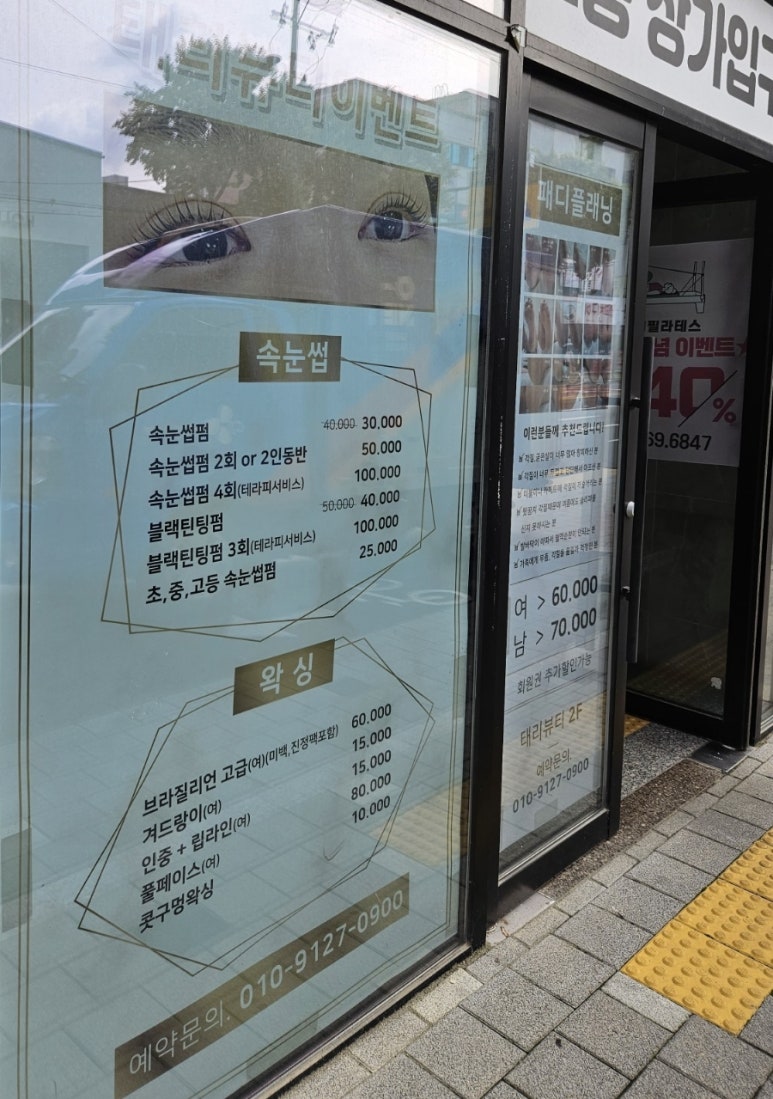 상가입구
태리뷰티이벤트
속눈썹
속눈썹펌 40.000 30,000
속눈썹펌 2회 or 2인동반 50.000
속눈썹펌 4회(테라피서비스) 100,000
블랙틴팅펌 50.000 40.000
블랙틴팅펌 3회(테라피서비스) 100.000
초,중,고등 속눈썹펌 25.000
왁싱
브라질리언 고급(여)(미백,진정팩포함) 60.000
겨드랑이(여) 15.000
인중 + 립라인(여) 15.000
풀페이스(여) 80.000
콧구멍왁싱 10.000
예약문의. 010-9127-0900
패디플래닝
이런분들께 추천드립니다!
여 > 60.000
남 > 70.000
회원권 추가할인가능
태리뷰티 2F
예약문의.
010-9127-0900
필라테스
념 이벤트
40%
69.6847